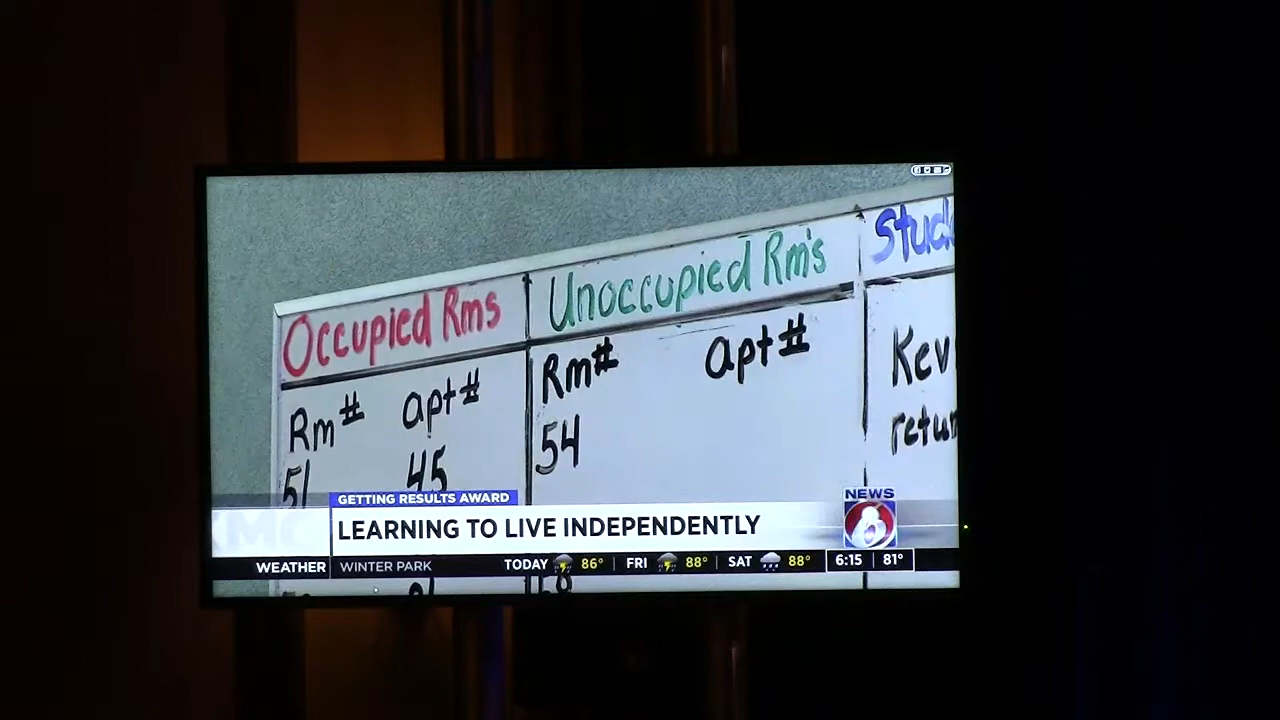 Occupied Rms
Unoccupied Rm's
Rm# apt#
Rm# apt#
51 45
54
Kev
retur
GETTING RESULTS AWARD
LEARNING TO LIVE INDEPENDENTLY
NEWS
6
WEATHER WINTER PARK TODAY 86° FRI 88° SAT 88° 6:15 81°